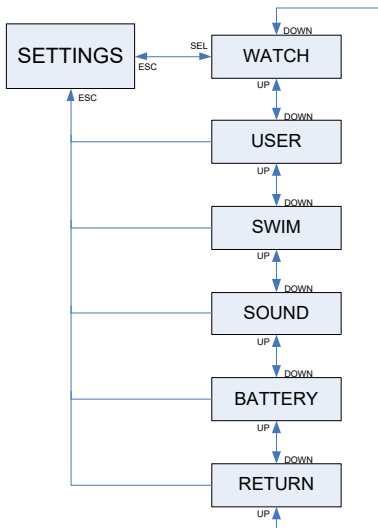 DOWN
SEL
SETTINGS
WATCH
ESC
UP
ESC
DOWN
USER
UP
DOWN
SWIM
UP
DOWN
SOUND
UP
DOWN
BATTERY
UP
DOWN
RETURN
UP